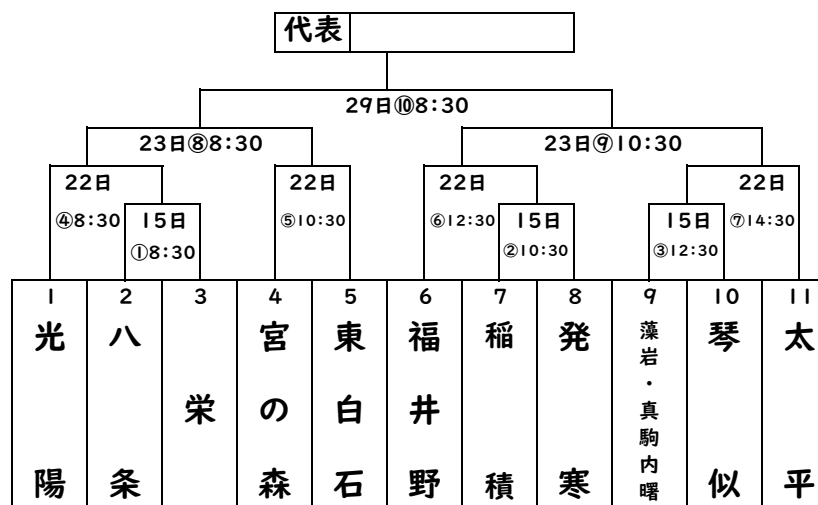 代表
29日⑩8:30
23日⑧8:30
23日⑨10:30
22日
④8:30
22日
⑤10:30
22日
⑥12:30
22日
⑦14:30
15日
①8:30
15日
②10:30
15日
③12:30
1
光陽
2
八条
3
栄
4
宮の森
5
東白石
6
福井野
7
稲積
8
発寒
9
藻岩・真駒内曙
10
琴似
11
太平